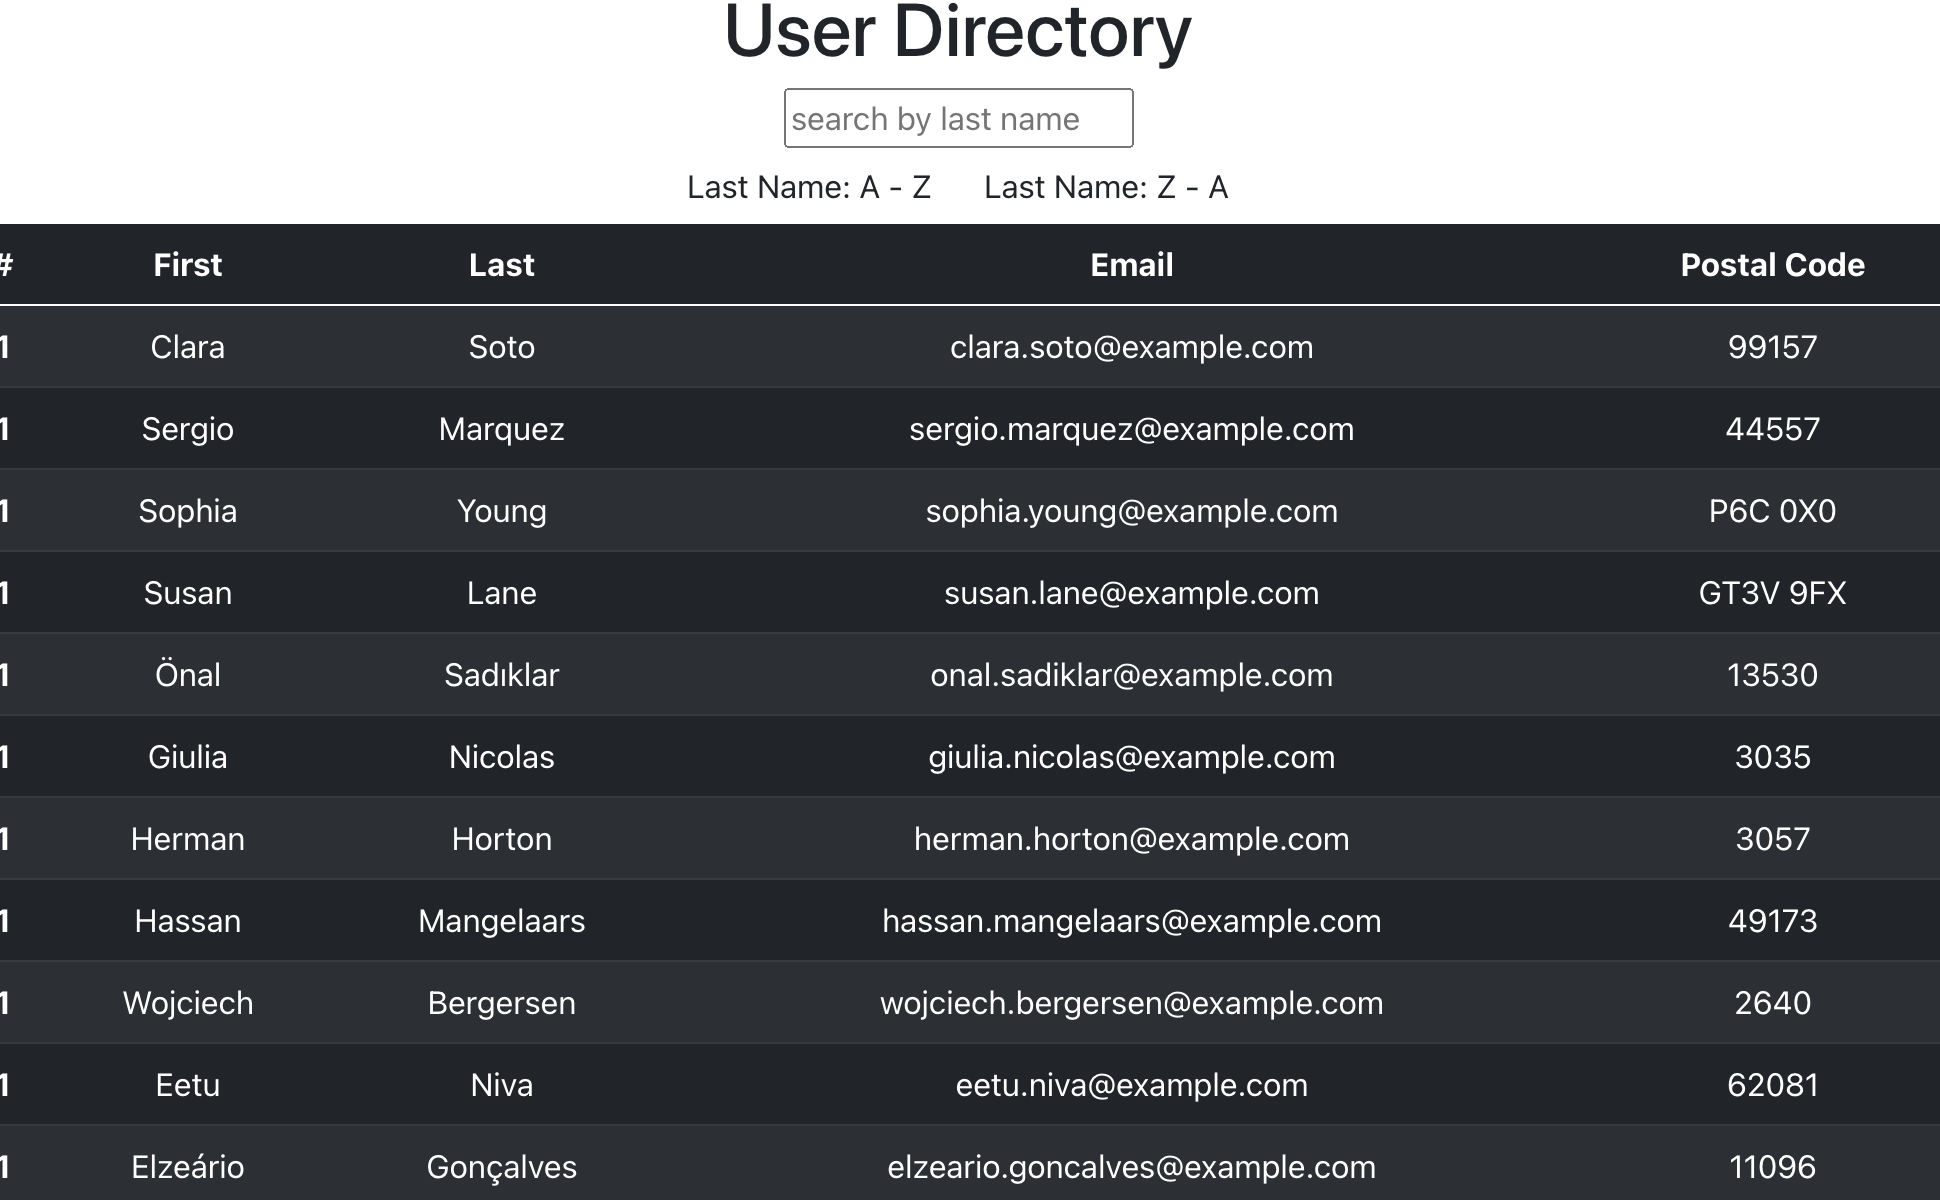 User Directory
search by last name
Last Name: A - Z Last Name: Z - A
# First Last Email Postal Code
1 Clara Soto clara.soto@example.com 99157
1 Sergio Marquez sergio.marquez@example.com 44557
1 Sophia Young sophia.young@example.com P6C 0X0
1 Susan Lane susan.lane@example.com GT3V 9FX
1 Önal Sadıklar onal.sadiklar@example.com 13530
1 Giulia Nicolas giulia.nicolas@example.com 3035
1 Herman Horton herman.horton@example.com 3057
1 Hassan Mangelaars hassan.mangelaars@example.com 49173
1 Wojciech Bergersen wojciech.bergersen@example.com 2640
1 Eetu Niva eetu.niva@example.com 62081
1 Elzeário Gonçalves elzeario.goncalves@example.com 11096